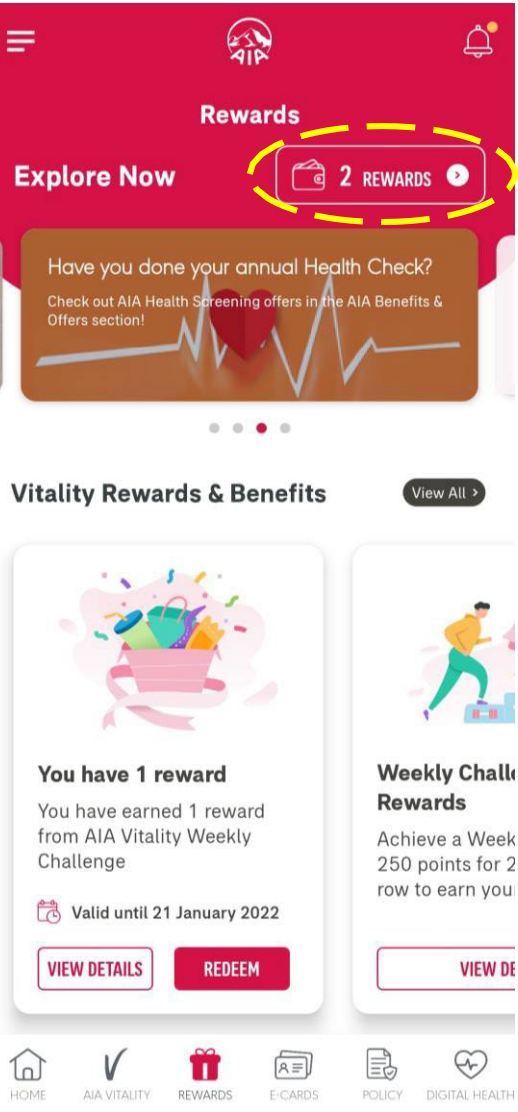 AIA
Rewards
Explore Now
2 REWARDS
Have you done your annual Health Check?
Check out AIA Health Screening offers in the AIA Benefits &
Offers section!
Vitality Rewards & Benefits
View All >
You have 1 reward
You have earned 1 reward
from AIA Vitality Weekly
Challenge
Valid until 21 January 2022
VIEW DETAILS
REDEEM
Weekly Challe
Rewards
Achieve a Week
250 points for 2
row to earn your
VIEW DE
HOME
AIA VITALITY
REWARDS
E-CARDS
POLICY
DIGITAL HEALTH